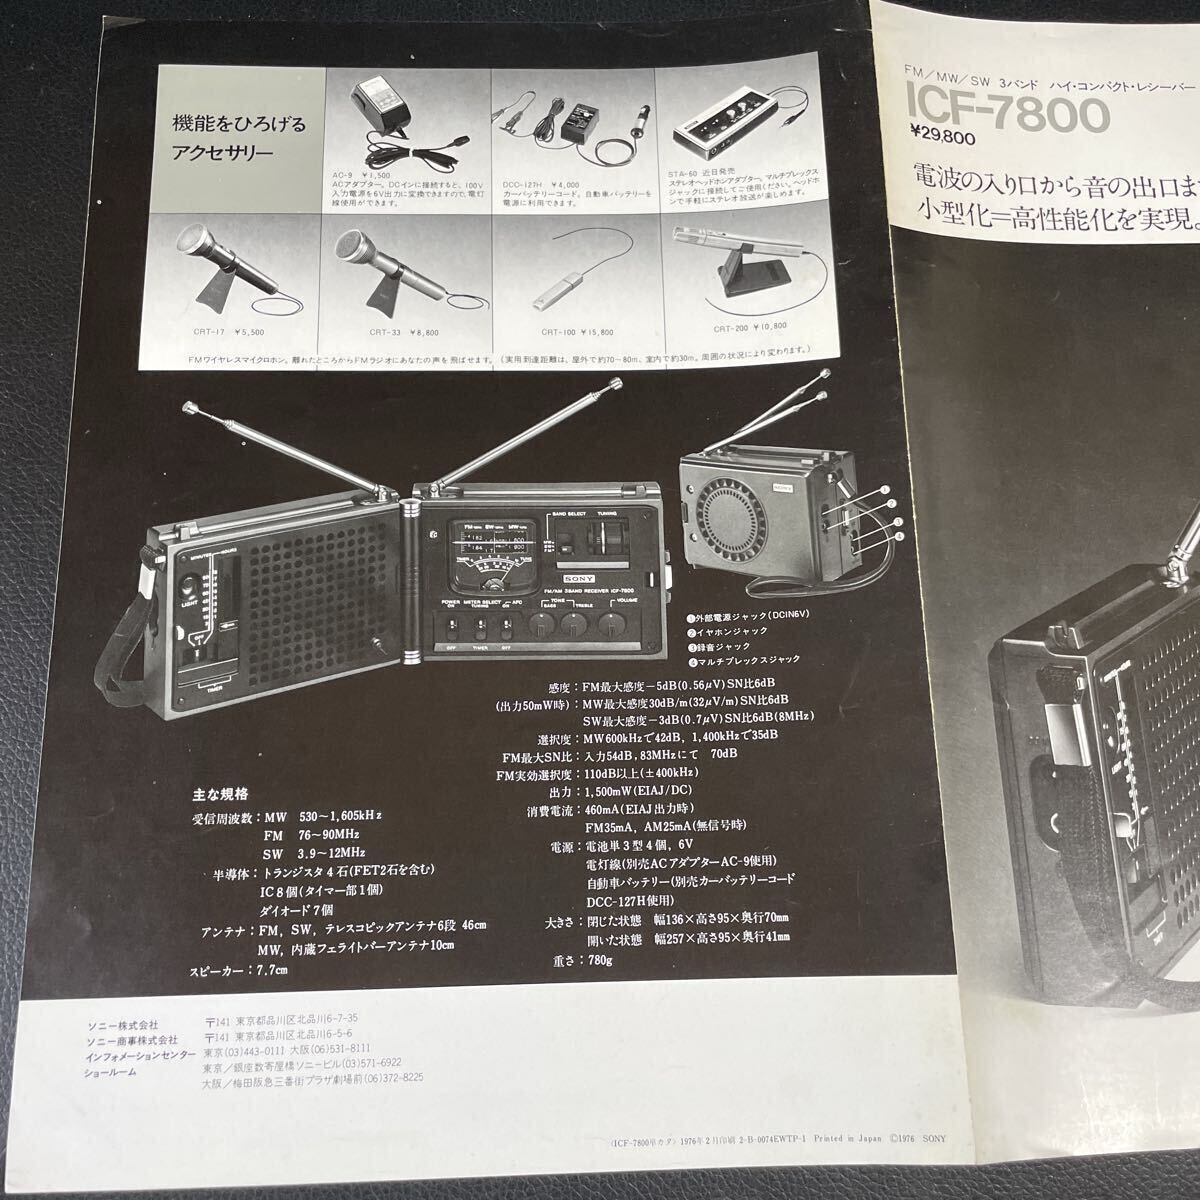 機能をひろげる
アクセサリー
AC-9 ¥1,500
ACアダプター。DCインに接続すると、100V
入力電源を6V出力に変換できますので、電灯
線使用ができます。
DCC-127H ¥4,000
カーバッテリーコード。自動車バッテリーを
電源に利用できます。
STA-60 近日発売
ステレオヘッドホンアダプター。マルチプレックス
ジャックに接続してご使用ください。ヘッドホ
ンで手軽にステレオ放送が楽しめます。
CRT-17 ¥5,500
CRT-33 ¥8,800
CRT-100 ¥15,800
CRT-200 ¥10,800
FMワイヤレスマイクロホン。離れたところからFMラジオにあなたの声を飛ばせます。(実用到達距離は、屋外で約70〜80m、室内で約30m。周囲の状況により変わります。)
MINUTES HOURS
LIGHT
OFF
TIMER
FM-MHz SW-MHz MW-kHz
BAND SELECT TUNING
SONY
FM/AM 3BAND RECEIVER ICF-7800
POWER METER SELECT AFC TONE VOLUME
ON TUNING ON BASS TREBLE
OFF TIMER OFF
SONY
①
②
③
④
①外部電源ジャック(DCIN6V)
②イヤホンジャック
③録音ジャック
④マルチプレックスジャック
感度：FM最大感度−5dB(0.56μV)SN比6dB
(出力50mW時)：MW最大感度30dB/m(32μV/m)SN比6dB
SW最大感度−3dB(0.7μV)SN比6dB(8MHz)
選択度：MW600kHzで42dB, 1,400kHzで35dB
FM最大SN比：入力54dB, 83MHzにて 70dB
FM実効選択度：110dB以上(±400kHz)
出力：1,500mW(EIAJ/DC)
消費電流：460mA(EIAJ出力時)
FM35mA, AM25mA(無信号時)
電源：電池単3型4個, 6V
電灯線(別売ACアダプターAC-9使用)
自動車バッテリー(別売カーバッテリーコード
DCC-127H使用)
大きさ：閉じた状態 幅136×高さ95×奥行70mm
開いた状態 幅257×高さ95×奥行41mm
重さ：780g
主な規格
受信周波数：MW 530〜1,605kHz
FM 76〜90MHz
SW 3.9〜12MHz
半導体：トランジスタ4石(FET2石を含む)
IC8個(タイマー部1個)
ダイオード7個
アンテナ：FM, SW, テレスコピックアンテナ6段 46cm
MW, 内蔵フェライトバーアンテナ10cm
スピーカー：7.7cm
ソニー株式会社 〒141 東京都品川区北品川6-7-35
ソニー商事株式会社 〒141 東京都品川区北品川6-5-6
インフォメーションセンター 東京(03)443-0111 大阪(06)531-8111
ショールーム 東京／銀座数寄屋橋ソニービル(03)571-6922
大阪／梅田阪急三番街プラザ劇場前(06)372-8225
〈ICF-7800単カタ〉1976年2月印刷 2-B-0074EWTP-1 Printed in Japan ©1976 SONY
FM／MW／SW 3バンド ハイ・コンパクト・レシーバー
ICF-7800
¥29,800
電波の入り口から音の出口ま
小型化=高性能化を実現。